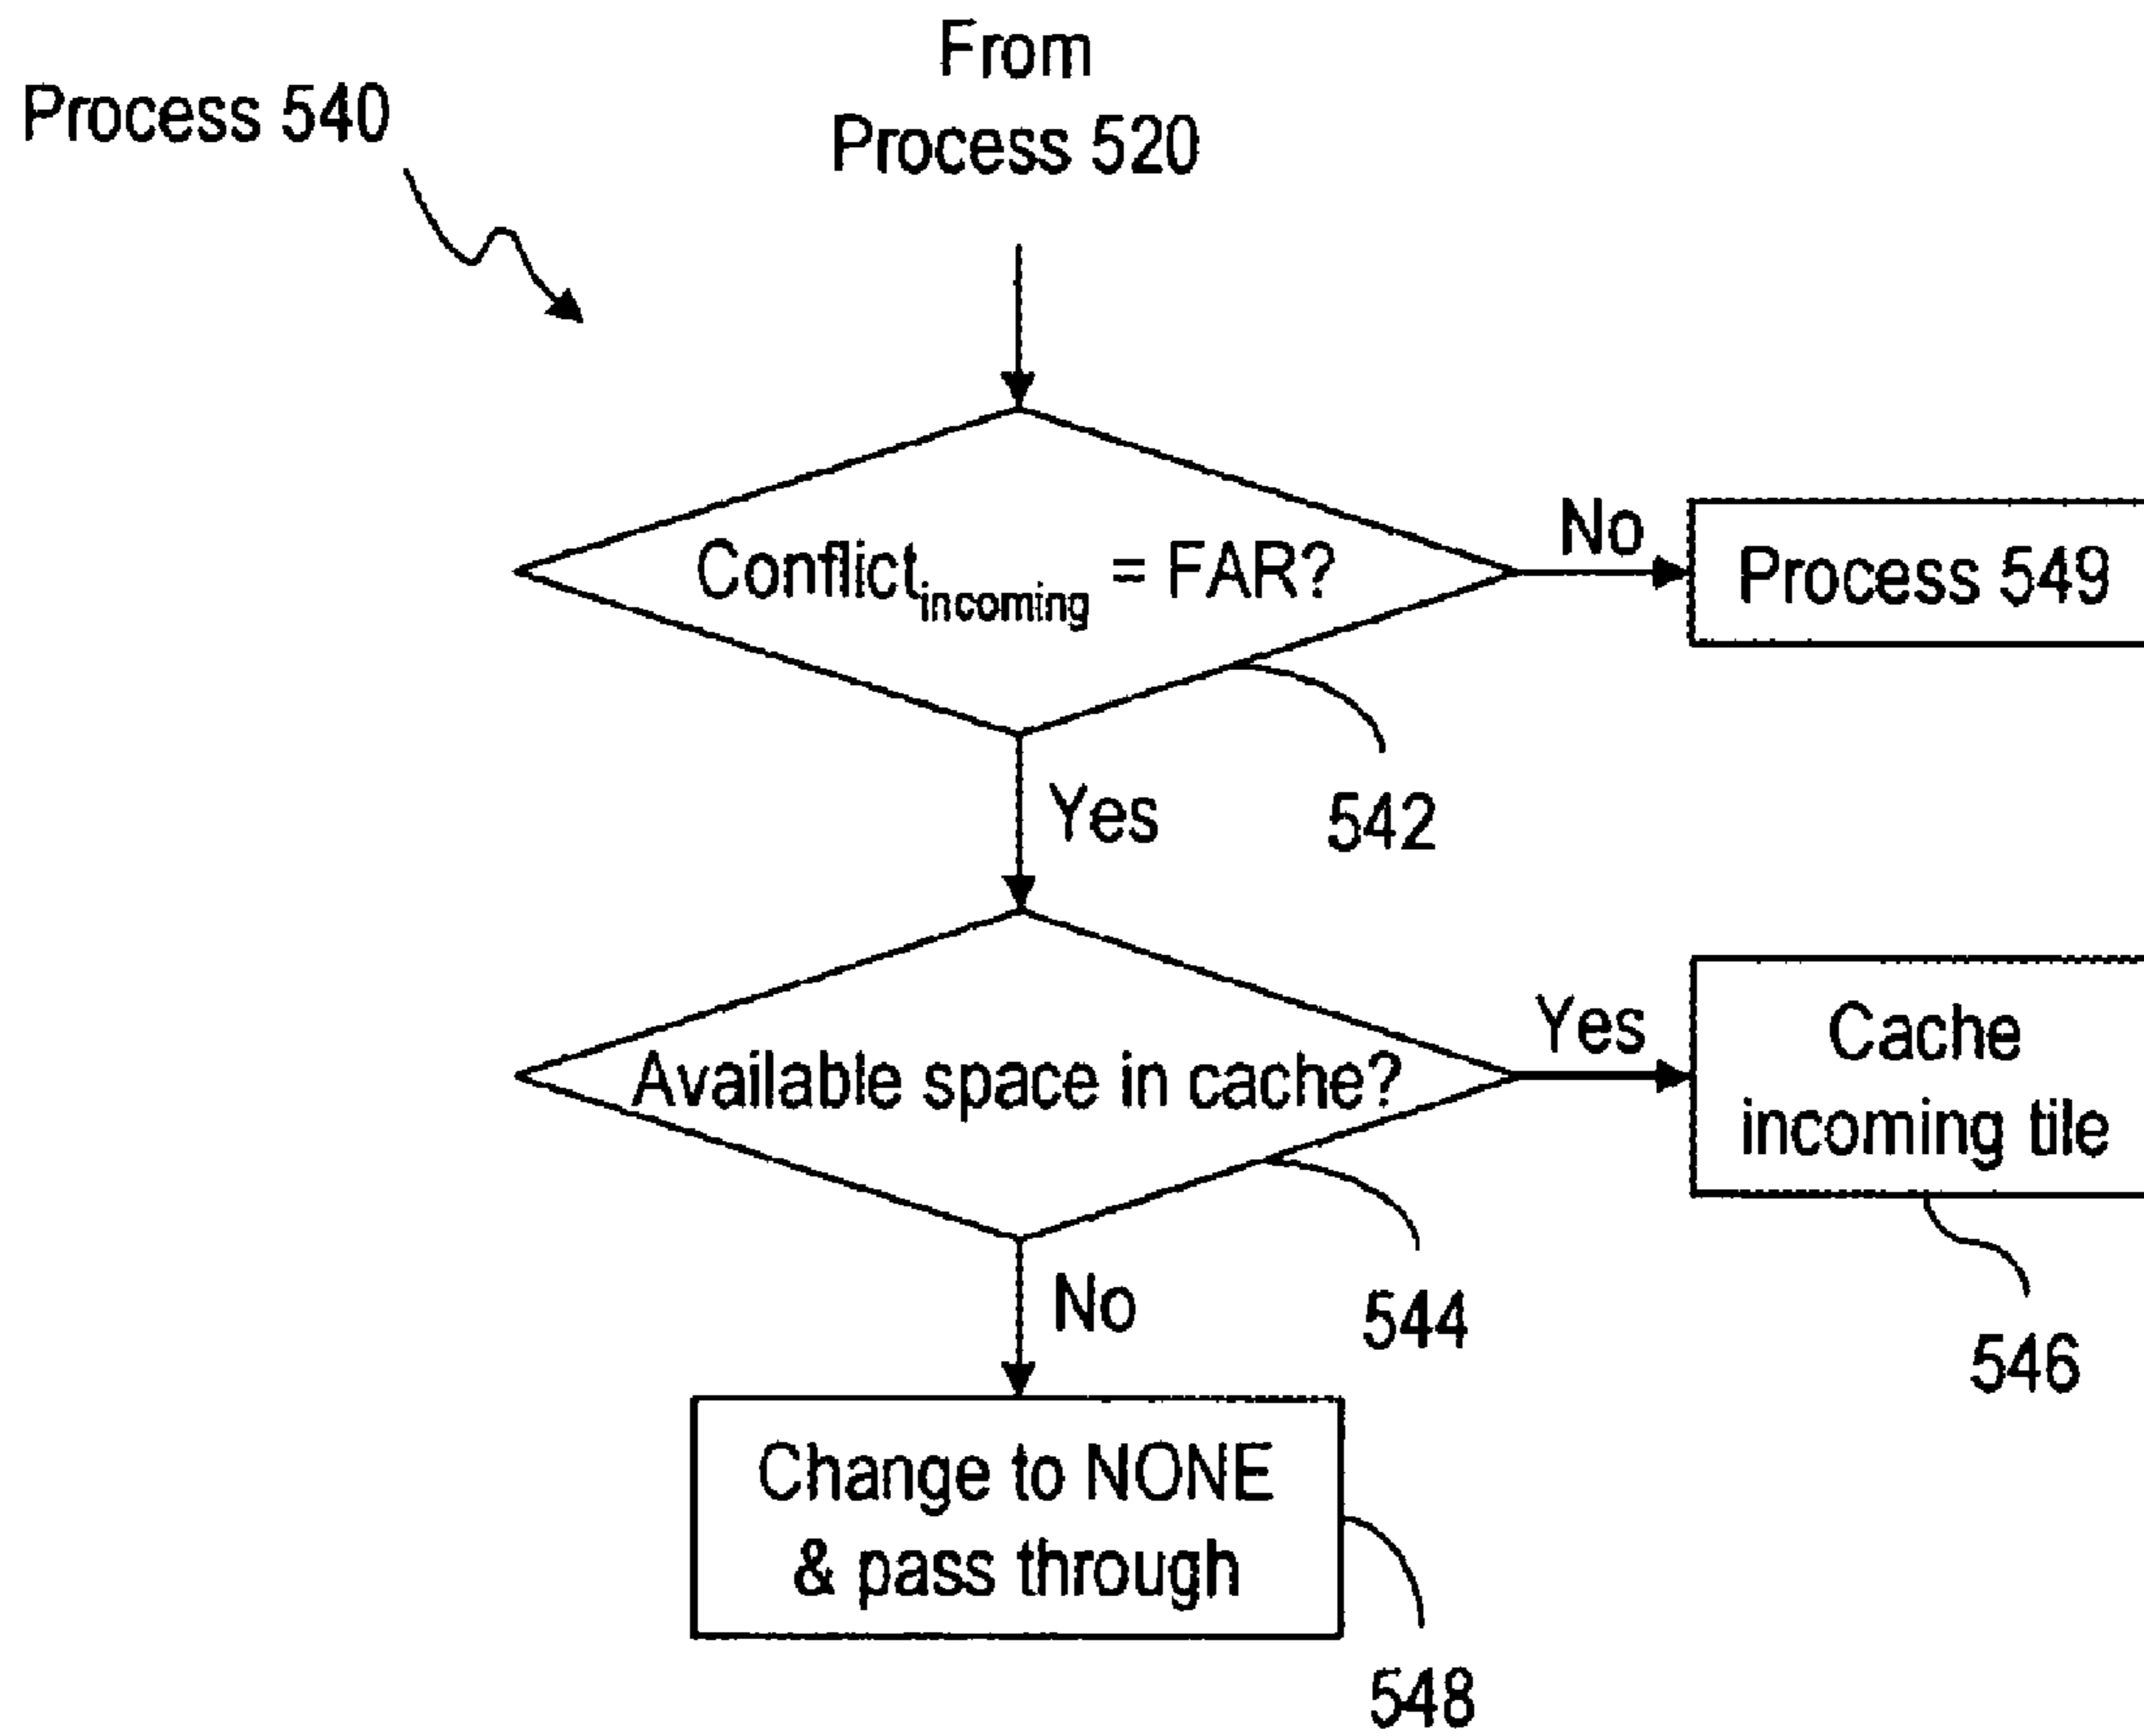 From
Process 540
Process 520
Conflict_incoming = FAR?
No
Process 549
Yes
542
Available space in cache?
Yes
Cache
incoming tile
No
544
546
Change to NONE
& pass through
548